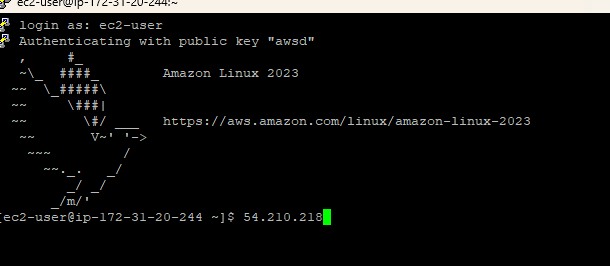 ec2-user@ip-172-31-20-244:~
login as: ec2-user
Authenticating with public key "awsd"
   ,     #_
   ~\_  ####_        Amazon Linux 2023
  ~~  \_#####\
  ~~     \###|
  ~~       \#/ ___   https://aws.amazon.com/linux/amazon-linux-2023
   ~~       V~' '->
    ~~~         /
      ~~._.   _/
         _/ _/
       _/m/'
[ec2-user@ip-172-31-20-244 ~]$ 54.210.218